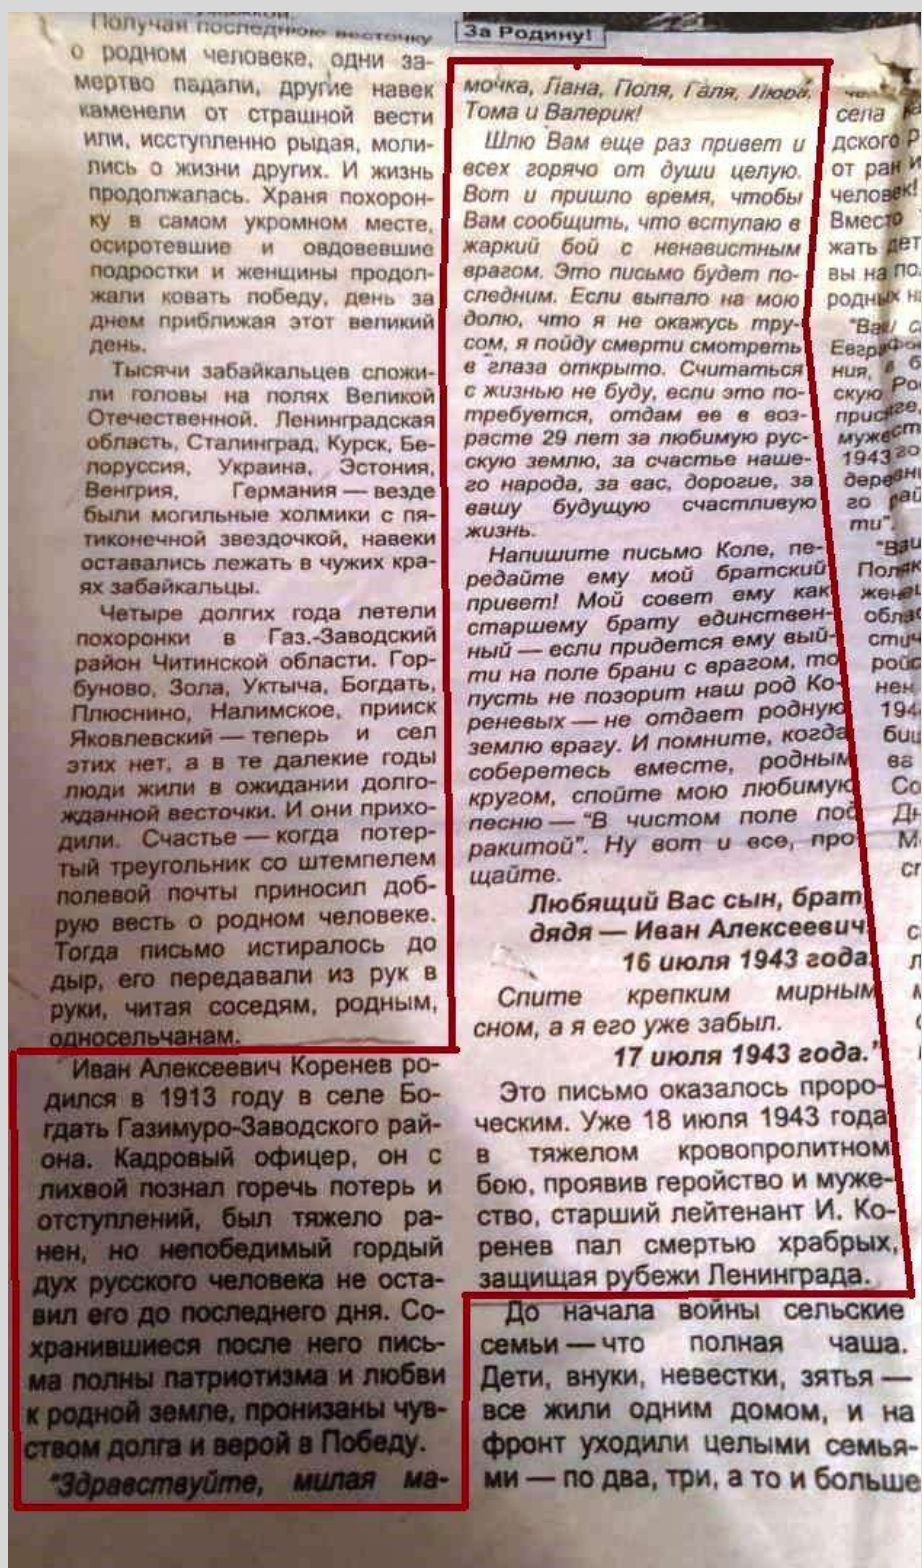 Получая последнюю весточку
о родном человеке, одни за-
мертво падали, другие навек
каменели от страшной вести
или, исступленно рыдая, моли-
лись о жизни других. И жизнь
продолжалась. Храня похорон-
ку в самом укромном месте,
осиротевшие и овдовевшие
подростки и женщины продол-
жали ковать победу, день за
днем приближая этот великий
день.
Тысячи забайкальцев сложи-
ли головы на полях Великой
Отечественной. Ленинградская
область, Сталинград, Курск, Бе-
лоруссия, Украина, Эстония,
Венгрия, Германия — везде
были могильные холмики с пя-
тиконечной звездочкой, навеки
оставались лежать в чужих кра-
ях забайкальцы.
Четыре долгих года летели
похоронки в Газ.-Заводский
район Читинской области. Гор-
буново, Зола, Уктыча, Богдать,
Плюснино, Налимское, прииск
Яковлевский — теперь и сел
этих нет, а в те далекие годы
люди жили в ожидании долго-
жданной весточки. И они прихо-
дили. Счастье — когда потер-
тый треугольник со штемпелем
полевой почты приносил доб-
рую весть о родном человеке.
Тогда письмо истиралось до
дыр, его передавали из рук в
руки, читая соседям, родным,
односельчанам.
Иван Алексеевич Коренев ро-
дился в 1913 году в селе Бо-
гдать Газимуро-Заводского рай-
она. Кадровый офицер, он с
лихвой познал горечь потерь и
отступлений, был тяжело ра-
нен, но непобедимый гордый
дух русского человека не оста-
вил его до последнего дня. Со-
хранившиеся после него пись-
ма полны патриотизма и любви
к родной земле, пронизаны чув-
ством долга и верой в Победу.
"Здравствуйте, милая ма-
За Родину!
мочка, Пана, Поля, Галя, Люба,
Тома и Валерик!
Шлю Вам еще раз привет и
всех горячо от души целую.
Вот и пришло время, чтобы
Вам сообщить, что вступаю в
жаркий бой с ненавистным
врагом. Это письмо будет по-
следним. Если выпало на мою
долю, что я не окажусь тру-
сом, я пойду смерти смотреть
в глаза открыто. Считаться
с жизнью не буду, если это по-
требуется, отдам ее в воз-
расте 29 лет за любимую рус-
скую землю, за счастье наше-
го народа, за вас, дорогие, за
вашу будущую счастливую
жизнь.
Напишите письмо Коле, пе-
редайте ему мой братский
привет! Мой совет ему как
старшему брату единствен-
ный — если придется ему вый-
ти на поле брани с врагом, то
пусть не позорит наш род Ко-
реневых — не отдает родную
землю врагу. И помните, когда
соберетесь вместе, родным
кругом, спойте мою любимую
песню — "В чистом поле под
ракитой". Ну вот и все, про
щайте.
Любящий Вас сын, брат,
дядя — Иван Алексеевич
16 июля 1943 года.
Спите крепким мирным
сном, а я его уже забыл.
17 июля 1943 года."
Это письмо оказалось проро-
ческим. Уже 18 июля 1943 года
в тяжелом кровопролитном
бою, проявив геройство и муже-
ство, старший лейтенант И. Ко-
ренев пал смертью храбрых,
защищая рубежи Ленинграда.
До начала войны сельские
семьи — что полная чаша.
Дети, внуки, невестки, зятья —
все жили одним домом, и на
фронт уходили целыми семья-
ми — по два, три, а то и больше
села
дского
от ран
Вместо
вы на
родных
ния,
скую
1943
го
ти".